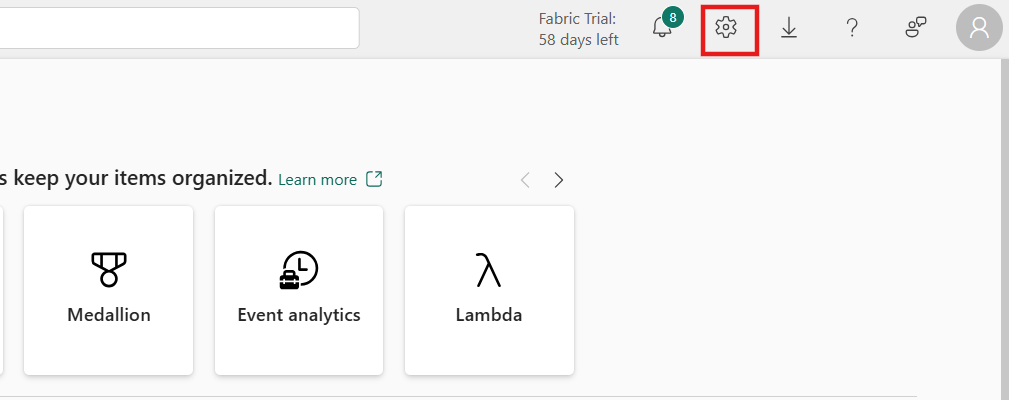 Fabric Trial:
58 days left
8
s keep your items organized. Learn more
Medallion
Event analytics
Lambda